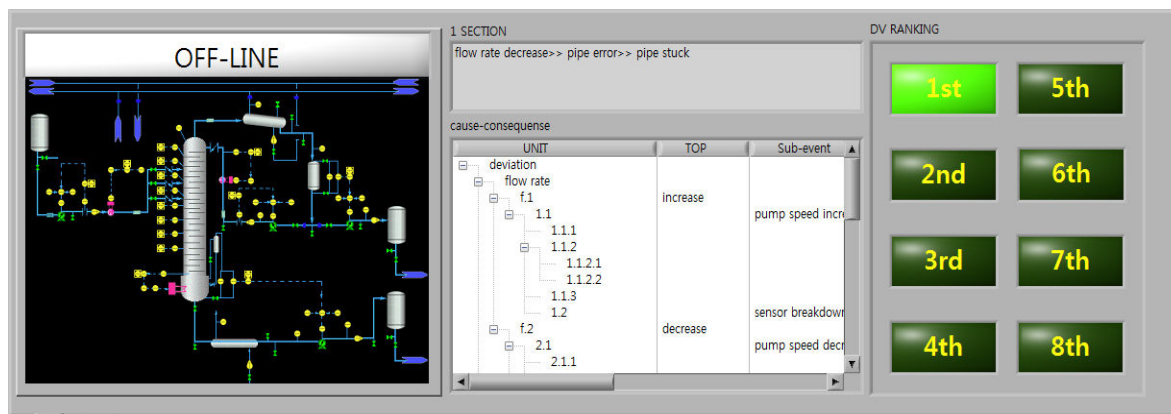 OFF-LINE
1 SECTION
flow rate decrease>> pipe error>> pipe stuck
cause-consequense
UNIT TOP Sub-event
deviation
flow rate
f.1 increase
1.1 pump speed incre
1.1.1
1.1.2
1.1.2.1
1.1.2.2
1.1.3
1.2 sensor breakdown
f.2 decrease
2.1 pump speed decr
2.1.1
DV RANKING
1st 5th
2nd 6th
3rd 7th
4th 8th